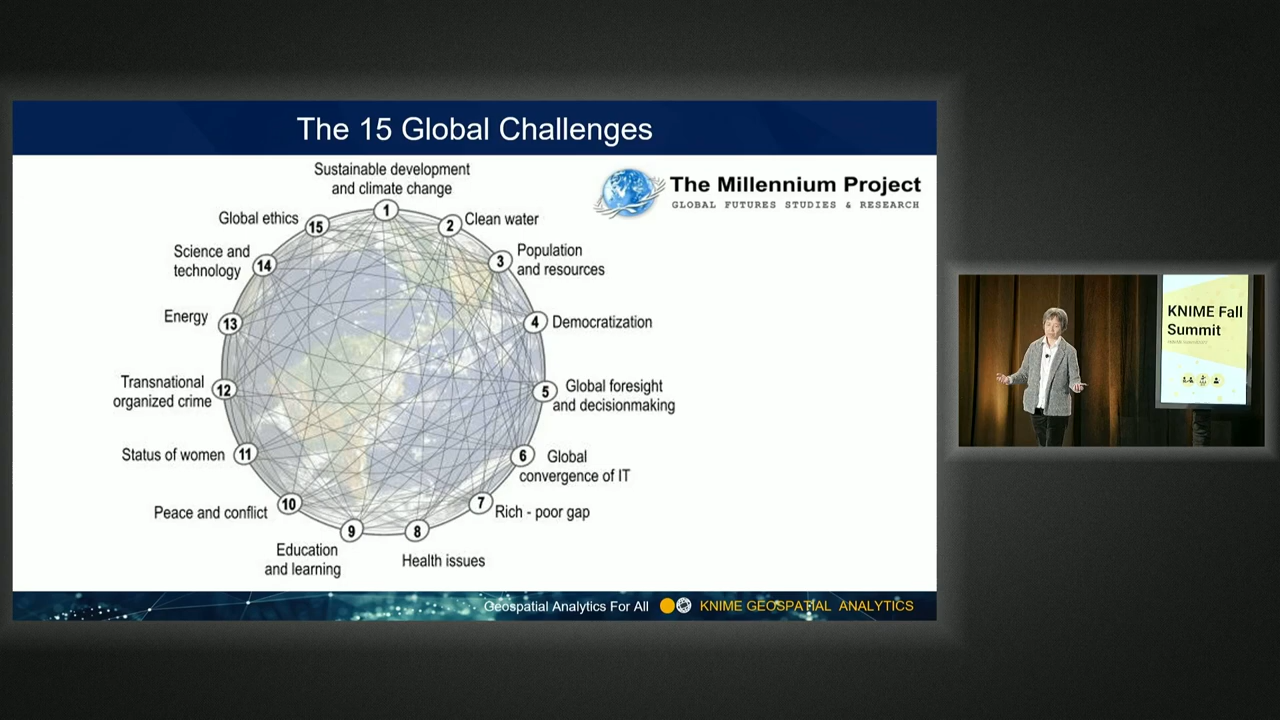 The 15 Global Challenges
The Millennium Project
GLOBAL FUTURES STUDIES & RESEARCH
Sustainable development
and climate change
1
2 Clean water
3 Population
and resources
4 Democratization
5 Global foresight
and decisionmaking
6 Global
convergence of IT
7 Rich - poor gap
8
Health issues
9
Education
and learning
10
Peace and conflict
11
Status of women
12
Transnational
organized crime
13
Energy
14
Science and
technology
15
Global ethics
Geospatial Analytics For All
KNIME GEOSPATIAL ANALYTICS
KNIME Fall
Summit